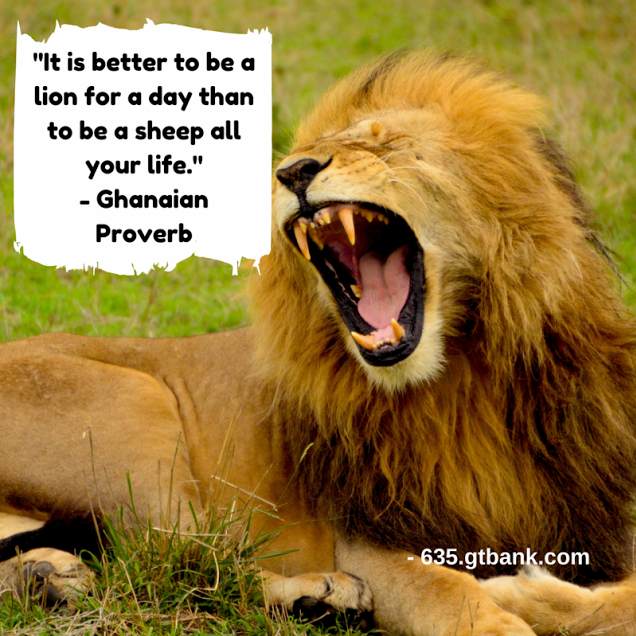 "It is better to be a
lion for a day than
to be a sheep all
your life."
- Ghanaian
Proverb
- 635.gtbank.com